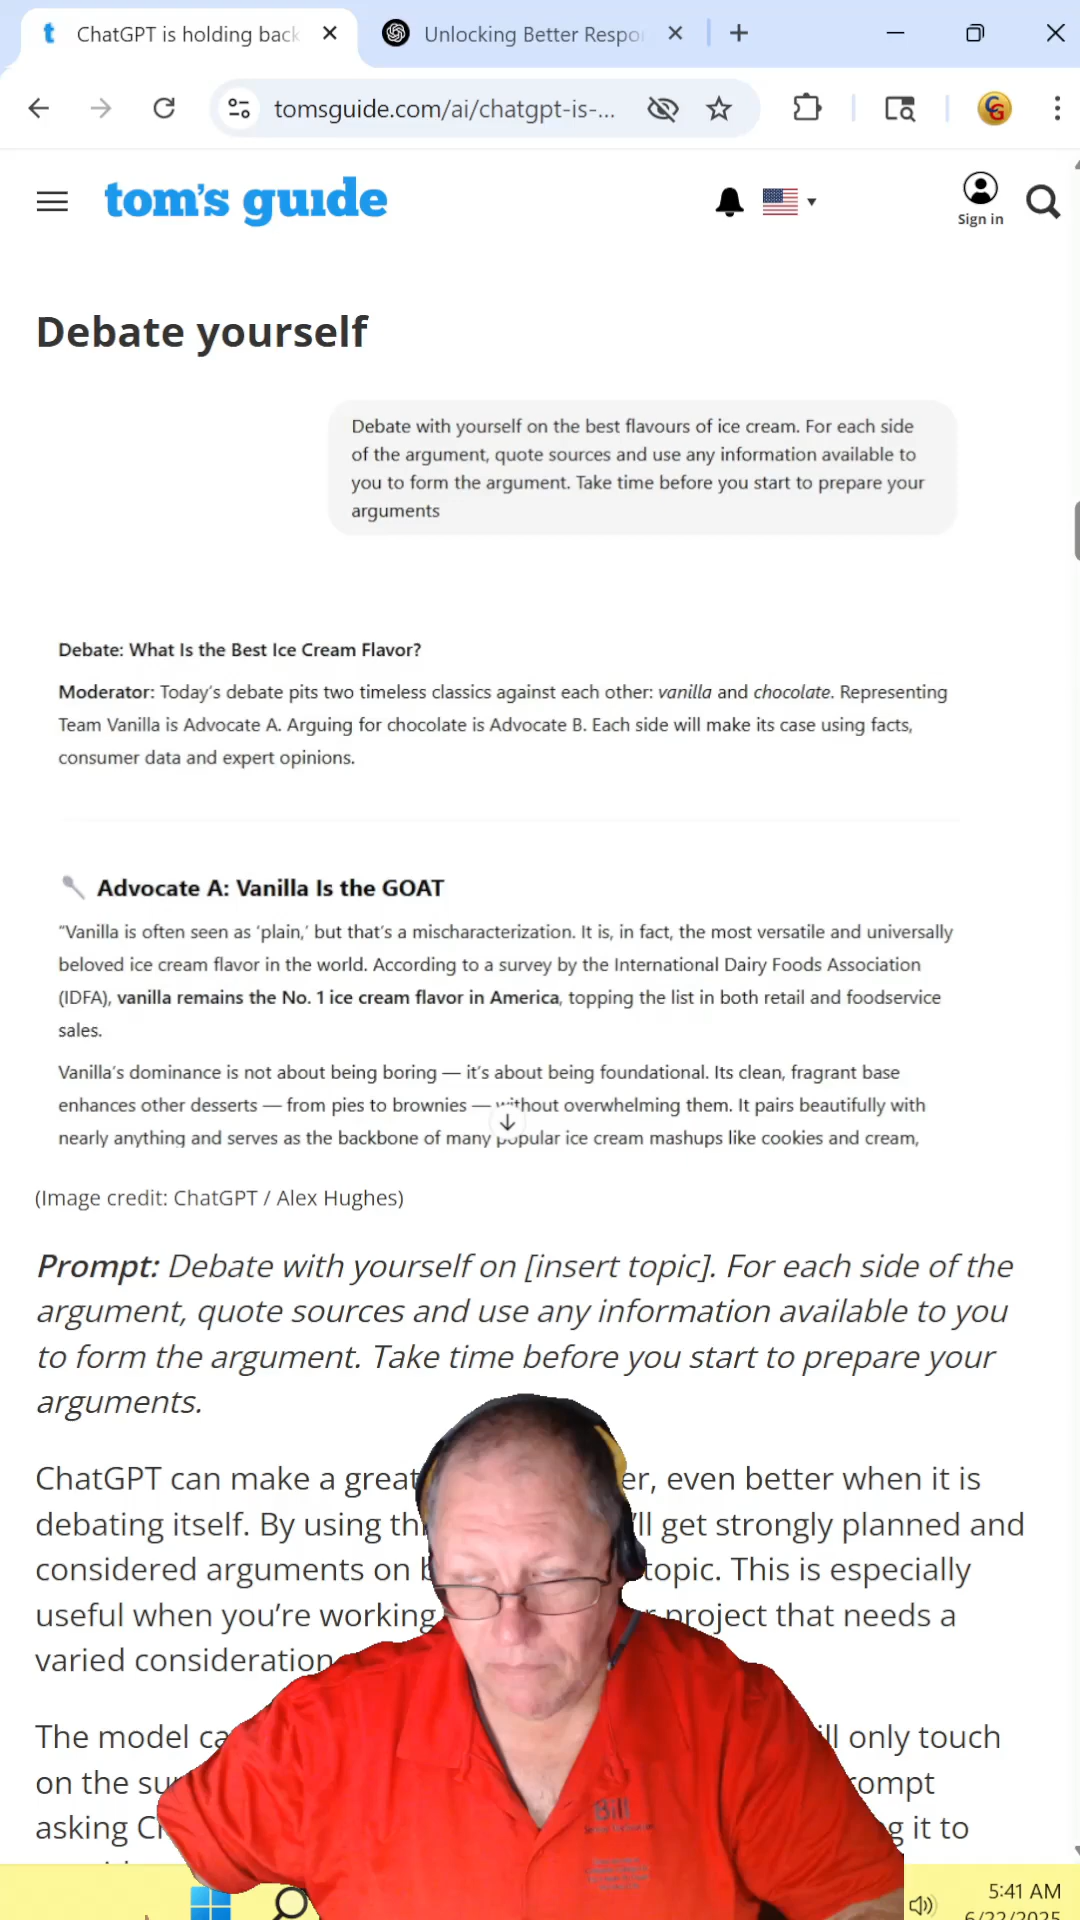 ChatGPT is holding back
Unlocking Better Respo
tomsguide.com/ai/chatgpt-is-...
tom's guide
Sign in
Debate yourself
Debate with yourself on the best flavours of ice cream. For each side
of the argument, quote sources and use any information available to
you to form the argument. Take time before you start to prepare your
arguments
Debate: What Is the Best Ice Cream Flavor?
Moderator: Today's debate pits two timeless classics against each other: vanilla and chocolate. Representing
Team Vanilla is Advocate A. Arguing for chocolate is Advocate B. Each side will make its case using facts,
consumer data and expert opinions.
Advocate A: Vanilla Is the GOAT
"Vanilla is often seen as 'plain,' but that's a mischaracterization. It is, in fact, the most versatile and universally
beloved ice cream flavor in the world. According to a survey by the International Dairy Foods Association
(IDFA), vanilla remains the No. 1 ice cream flavor in America, topping the list in both retail and foodservice
sales.
Vanilla's dominance is not about being boring — it's about being foundational. Its clean, fragrant base
enhances other desserts — from pies to brownies — without overwhelming them. It pairs beautifully with
nearly anything and serves as the backbone of many popular ice cream mashups like cookies and cream,
(Image credit: ChatGPT / Alex Hughes)
Prompt: Debate with yourself on [insert topic]. For each side of the
argument, quote sources and use any information available to you
to form the argument. Take time before you start to prepare your
arguments.
ChatGPT can make a great er, even better when it is
debating itself. By using thi 'll get strongly planned and
considered arguments on topic. This is especially
useful when you're working project that needs a
varied consideration
The model ca ill only touch
on the su rompt
asking C g it to
Bill
5:41 AM
6/22/2025